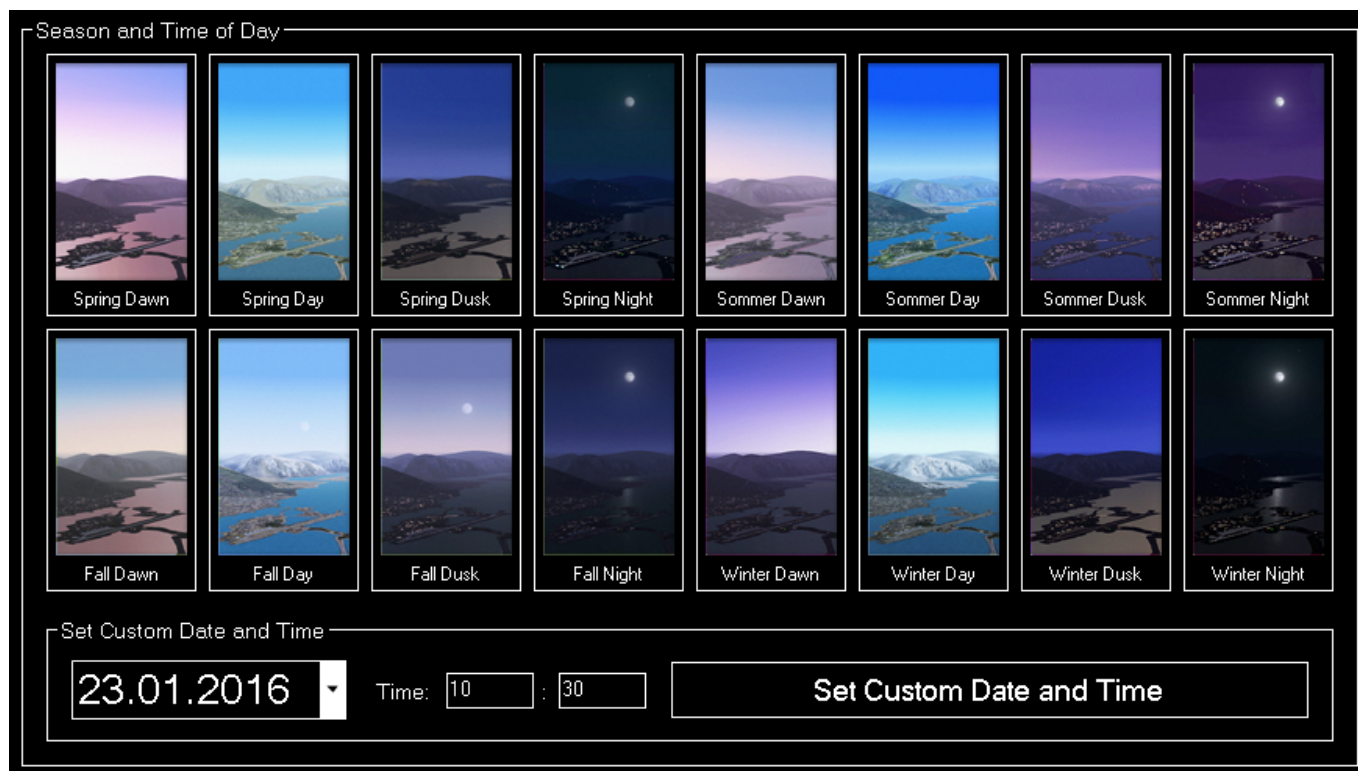 Season and Time of Day
Spring Dawn
Spring Day
Spring Dusk
Spring Night
Sommer Dawn
Sommer Day
Sommer Dusk
Sommer Night
Fall Dawn
Fall Day
Fall Dusk
Fall Night
Winter Dawn
Winter Day
Winter Dusk
Winter Night
Set Custom Date and Time
23.01.2016 Time: 10 : 30 Set Custom Date and Time